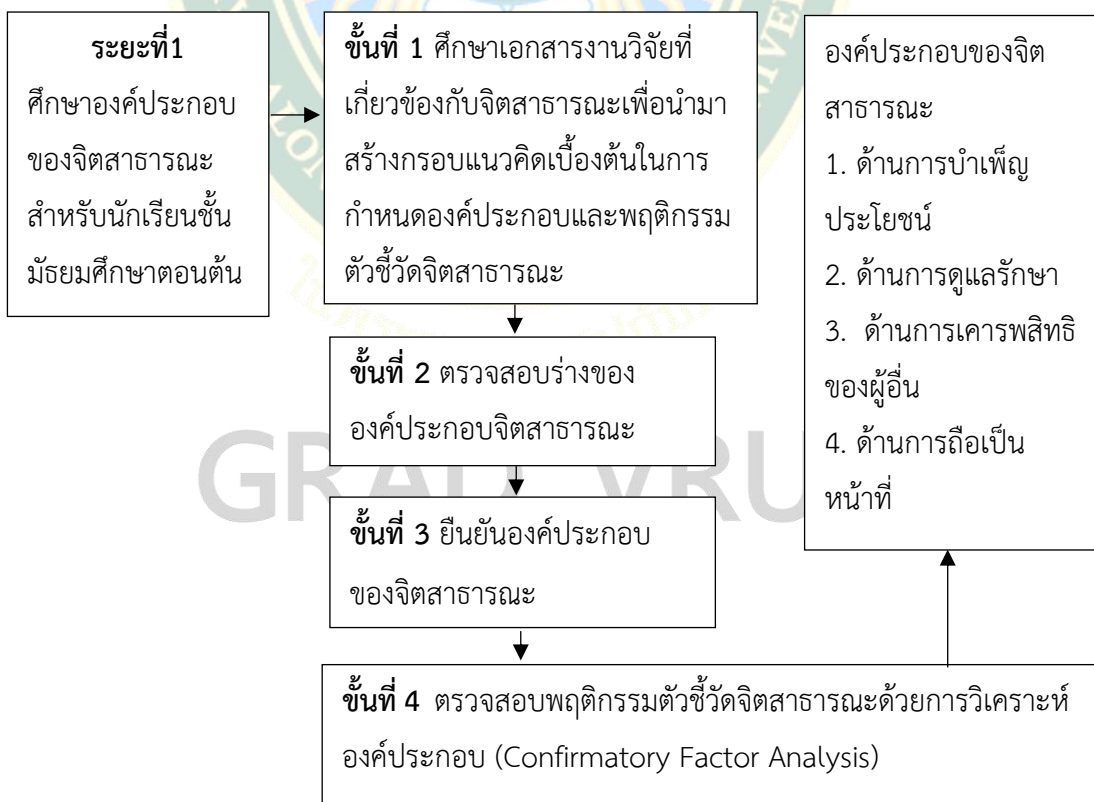 ระยะที่1
ศึกษาองค์ประกอบ
ของจิตสาธารณะ
สำหรับนักเรียนชั้น
มัธยมศึกษาตอนต้น
ขั้นที่ 1 ศึกษาเอกสารงานวิจัยที่
เกี่ยวข้องกับจิตสาธารณะเพื่อนำมา
สร้างกรอบแนวคิดเบื้องต้นในการ
กำหนดองค์ประกอบและพฤติกรรม
ตัวชี้วัดจิตสาธารณะ
ขั้นที่ 2 ตรวจสอบร่างของ
องค์ประกอบจิตสาธารณะ
ขั้นที่ 3 ยืนยันองค์ประกอบ
ของจิตสาธารณะ
ขั้นที่ 4 ตรวจสอบพฤติกรรมตัวชี้วัดจิตสาธารณะด้วยการวิเคราะห์
องค์ประกอบ (Confirmatory Factor Analysis)
องค์ประกอบของจิต
สาธารณะ
1. ด้านการบำเพ็ญ
ประโยชน์
2. ด้านการดูแลรักษา
3. ด้านการเคารพสิทธิ
ของผู้อื่น
4. ด้านการถือเป็น
หน้าที่
GRAD VRU